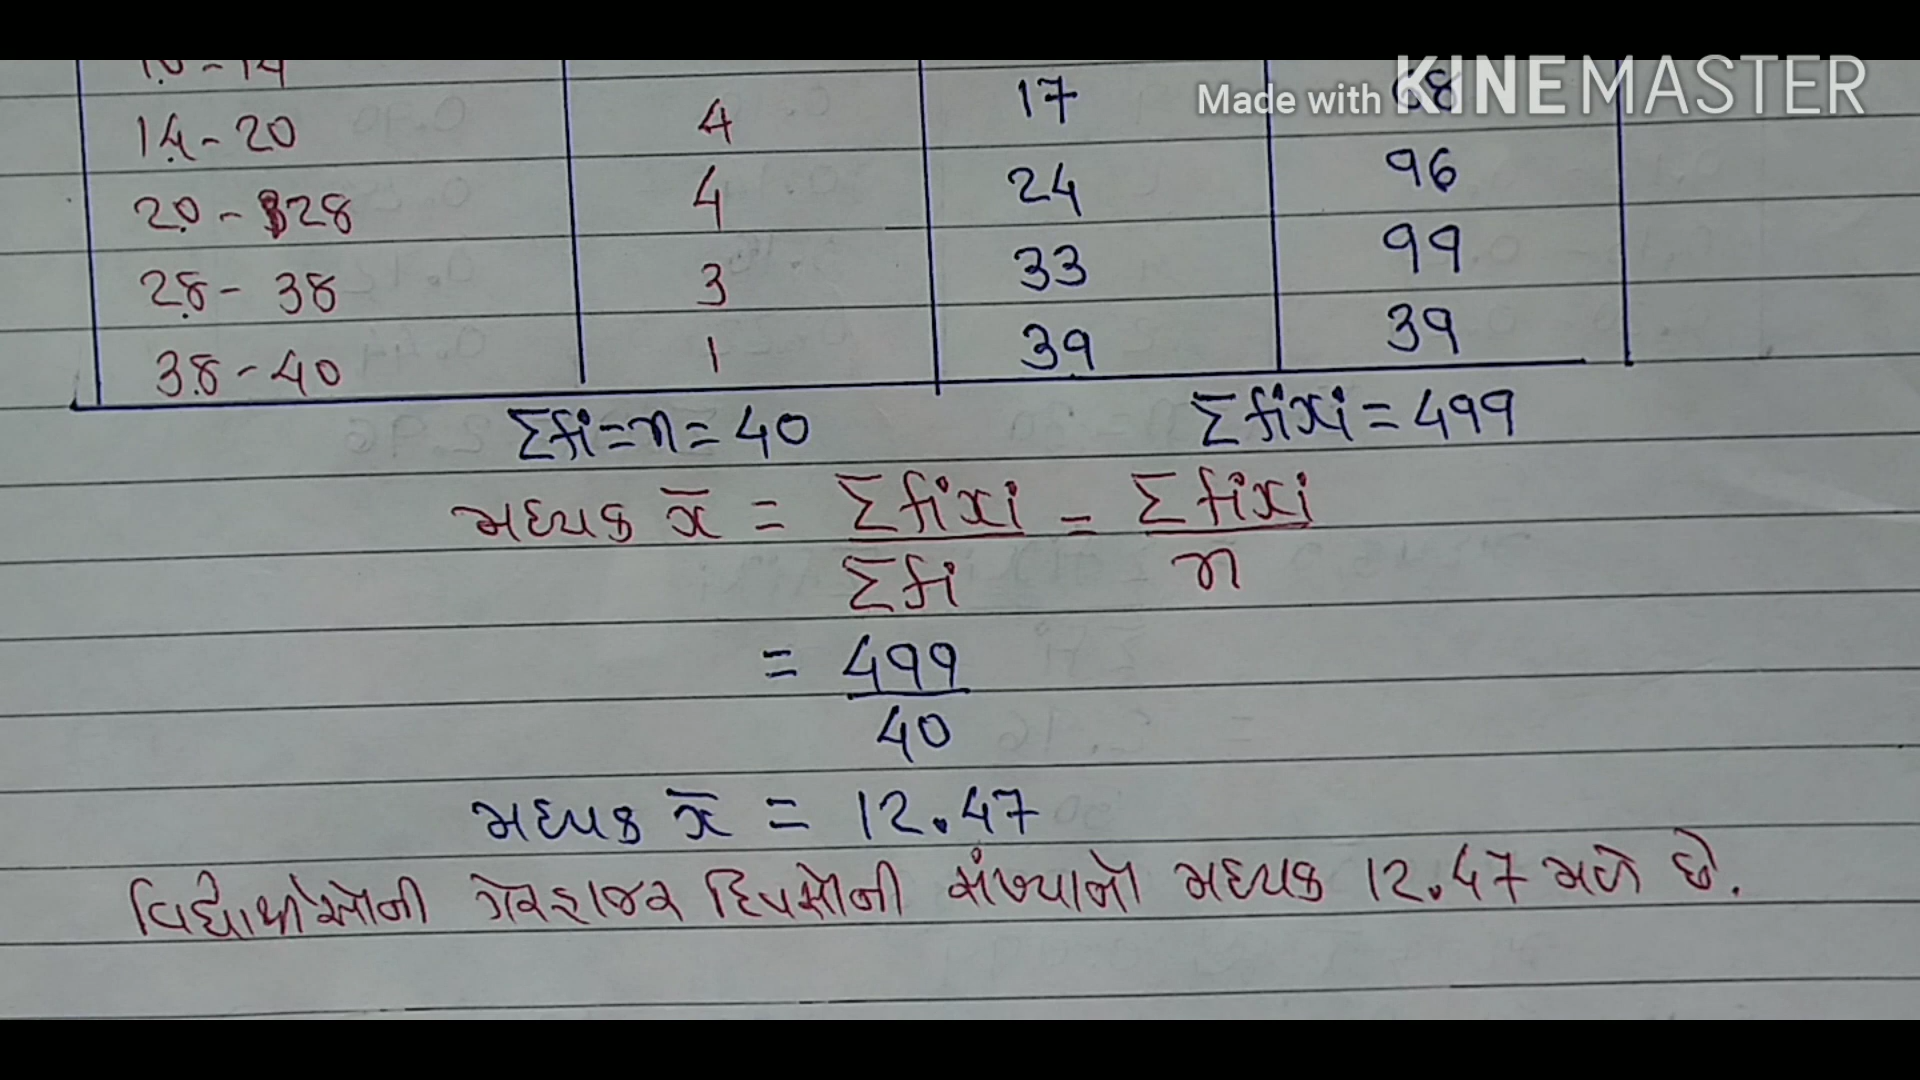 10-14
14-20 4 17 68 Made with KINEMASTER
20-28 4 24 96
28-38 3 33 99
38-40 1 39 39
Σfi=n=40 Σfixi=499
મધ્યક x̄ = Σfixi / Σfi = Σfixi / n
= 499 / 40
મધ્યક x̄ = 12.47
વિદ્યાર્થીઓની ગેરહાજર દિવસોની સંખ્યાનો મધ્યક 12.47 મળે છે.